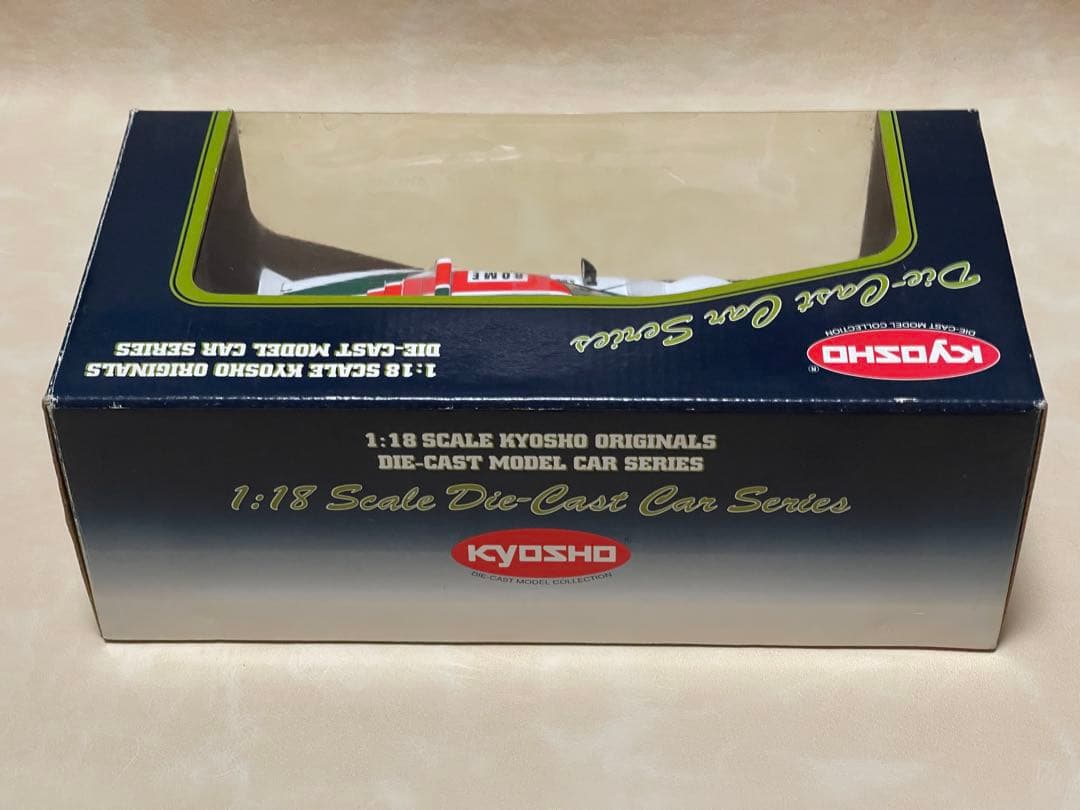 R.O.M.E
Die-Cast Car Series
KYOSHO®
DIE-CAST MODEL COLLECTION
1:18 SCALE KYOSHO ORIGINALS
DIE-CAST MODEL CAR SERIES
1:18 SCALE KYOSHO ORIGINALS
DIE-CAST MODEL CAR SERIES
1:18 Scale Die-Cast Car Series
KYOSHO®
DIE-CAST MODEL COLLECTION